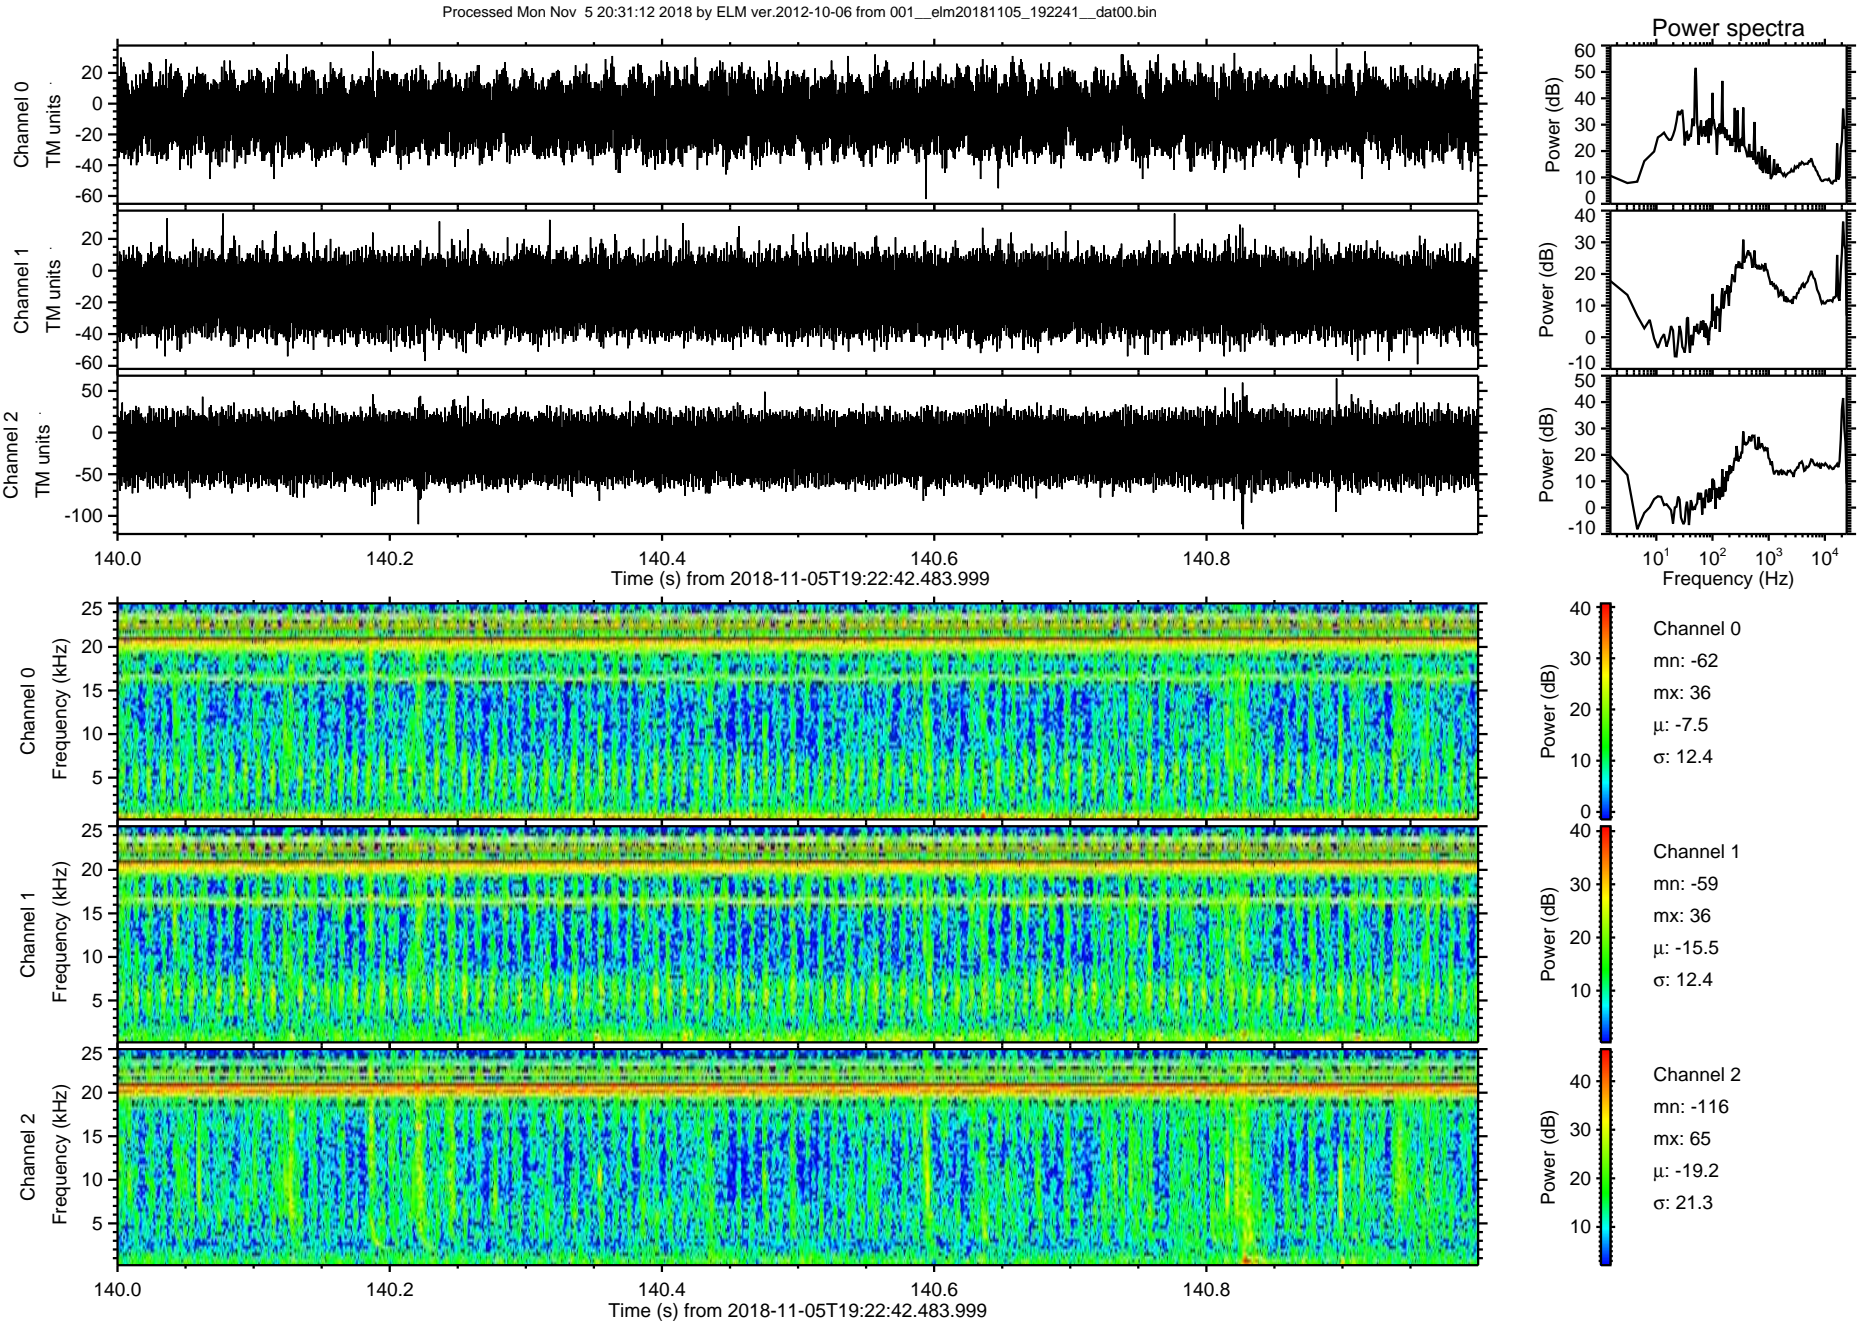 Processed Mon Nov  5 20:31:12 2018 by ELM ver.2012-10-06 from 001__elm20181105_192241__dat00.bin
Power spectra
Channel 0
TM units
20
0
-20
-40
-60
Power (dB)
60
50
40
30
20
10
0
Channel 1
TM units
20
0
-20
-40
-60
Power (dB)
40
30
20
10
0
-10
Channel 2
TM units
50
0
-50
-100
Power (dB)
50
40
30
20
10
0
-10
140.0 140.2 140.4 140.6 140.8
Time (s) from 2018-11-05T19:22:42.483.999
10¹ 10² 10³ 10⁴
Frequency (Hz)
Channel 0
Frequency (kHz)
25
20
15
10
5
Power (dB)
40
30
20
10
0
Channel 0
mn: -62
mx: 36
μ: -7.5
σ: 12.4
Channel 1
Frequency (kHz)
25
20
15
10
5
Power (dB)
40
30
20
10
Channel 1
mn: -59
mx: 36
μ: -15.5
σ: 12.4
Channel 2
Frequency (kHz)
25
20
15
10
5
Power (dB)
40
30
20
10
Channel 2
mn: -116
mx: 65
μ: -19.2
σ: 21.3
140.0 140.2 140.4 140.6 140.8
Time (s) from 2018-11-05T19:22:42.483.999